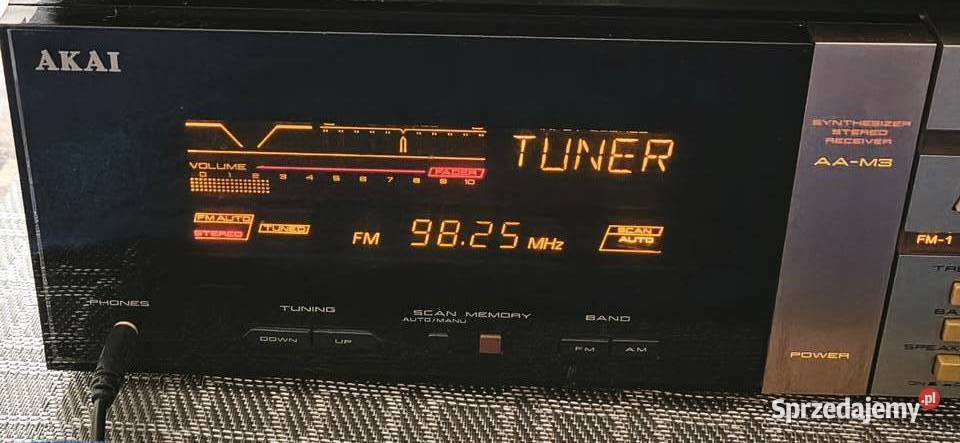 AKAI
SYNTHESIZER
STEREO
RECEIVER
AA-M3
TUNER
VOLUME
FADER
0 1 2 3 4 5 6 7 8 9 10
FM AUTO
STEREO
TUNED
FM 98.25 MHz
SCAN
AUTO
FM-1
PHONES
TUNING
DOWN UP
SCAN MEMORY
AUTO/MANU
BAND
FM AM
POWER
Sprzedajemy.pl